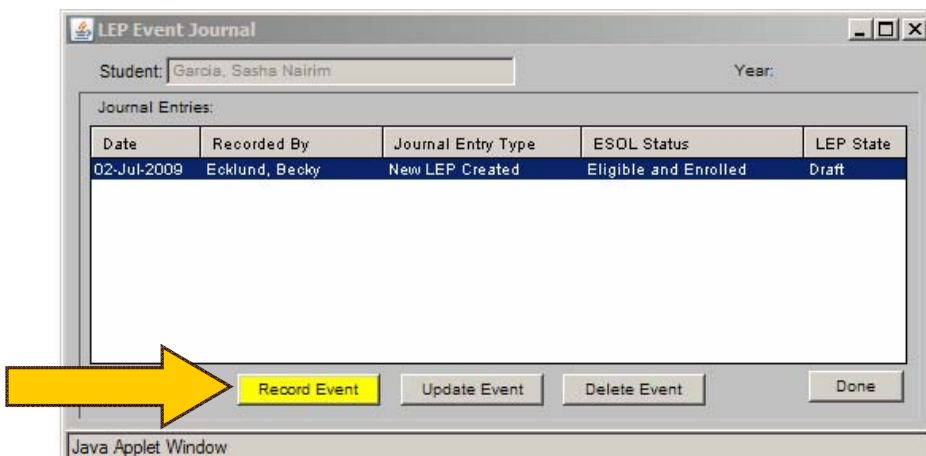 LEP Event Journal
Student: Garcia, Sasha Nairim Year:
Journal Entries:
Date Recorded By Journal Entry Type ESOL Status LEP State
02-Jul-2009 Ecklund, Becky New LEP Created Eligible and Enrolled Draft
Record Event Update Event Delete Event Done
Java Applet Window